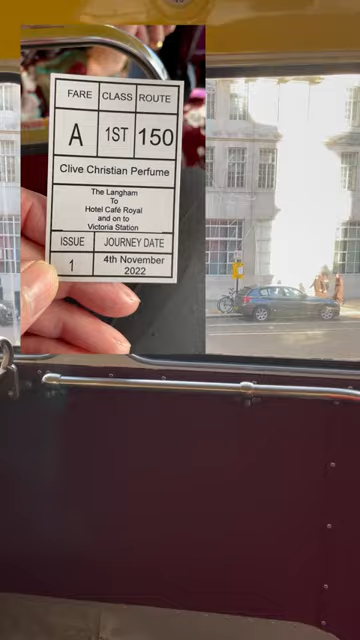 FARE CLASS ROUTE
A 1ST 150
Clive Christian Perfume
The Langham
To
Hotel Café Royal
and on to
Victoria Station
ISSUE JOURNEY DATE
1 4th November
2022